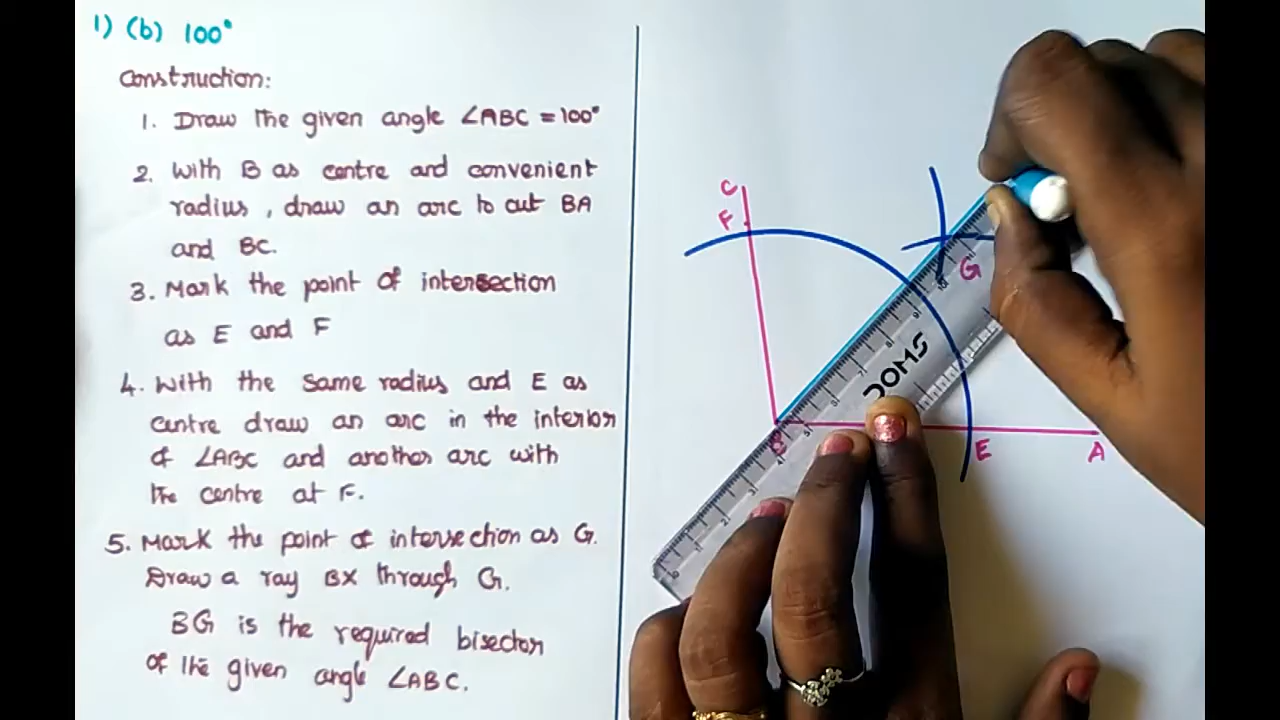 1) (b) 100°
Construction:
1. Draw the given angle ∠ABC = 100°
2. With B as centre and convenient
radius, draw an arc to cut BA
and BC.
3. Mark the point of intersection
as E and F
4. With the same radius and E as
centre draw an arc in the interior
of ∠ABC and another arc with
the centre at F.
5. Mark the point of intersection as G.
Draw a ray BX through G.
BG is the required bisector
of the given angle ∠ABC.
C
F
G
B
E
A
DOMS